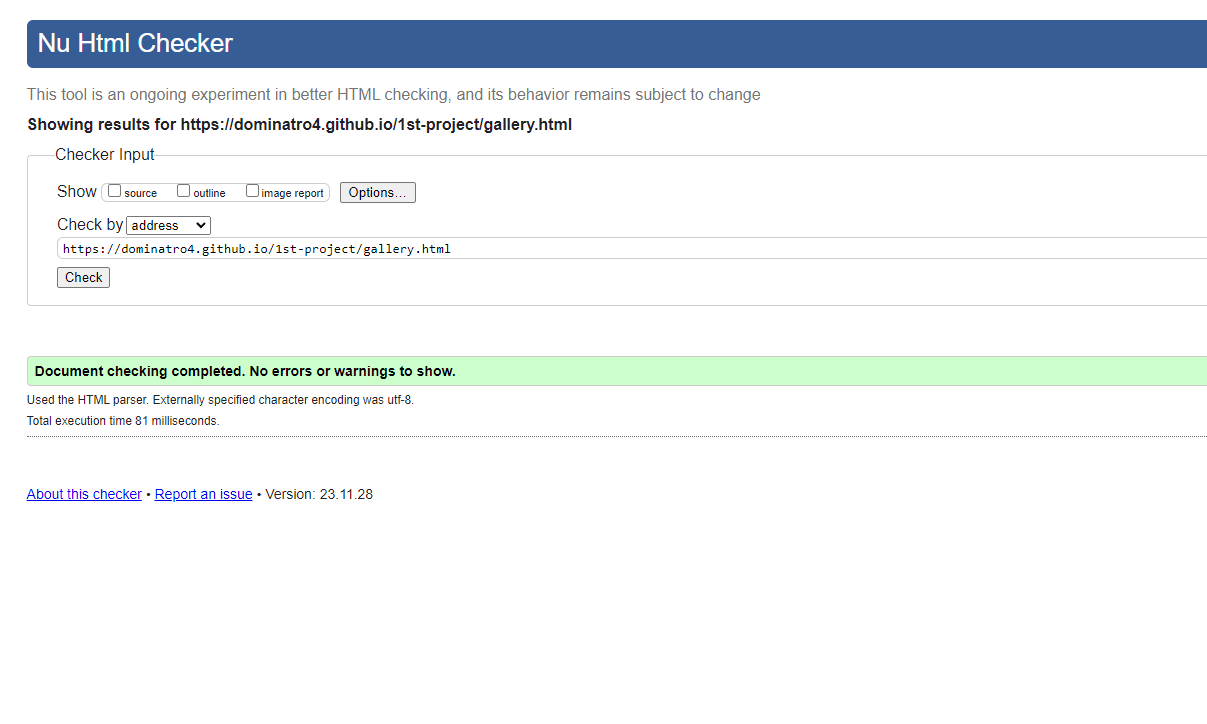 Nu Html Checker
This tool is an ongoing experiment in better HTML checking, and its behavior remains subject to change
Showing results for https://dominatro4.github.io/1st-project/gallery.html
Checker Input
Show source outline image report Options...
Check by address
https://dominatro4.github.io/1st-project/gallery.html
Check
Document checking completed. No errors or warnings to show.
Used the HTML parser. Externally specified character encoding was utf-8.
Total execution time 81 milliseconds.
About this checker • Report an issue • Version: 23.11.28